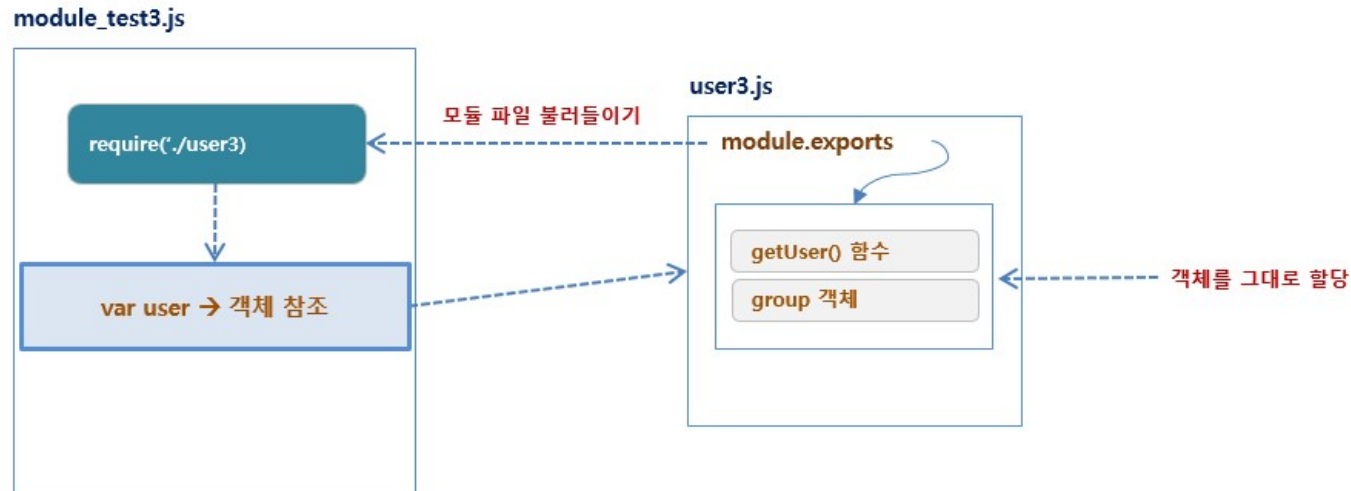 module_test3.js
require('./user3)
var user → 객체 참조
모듈 파일 불러들이기
user3.js
module.exports
getUser() 함수
group 객체
객체를 그대로 할당